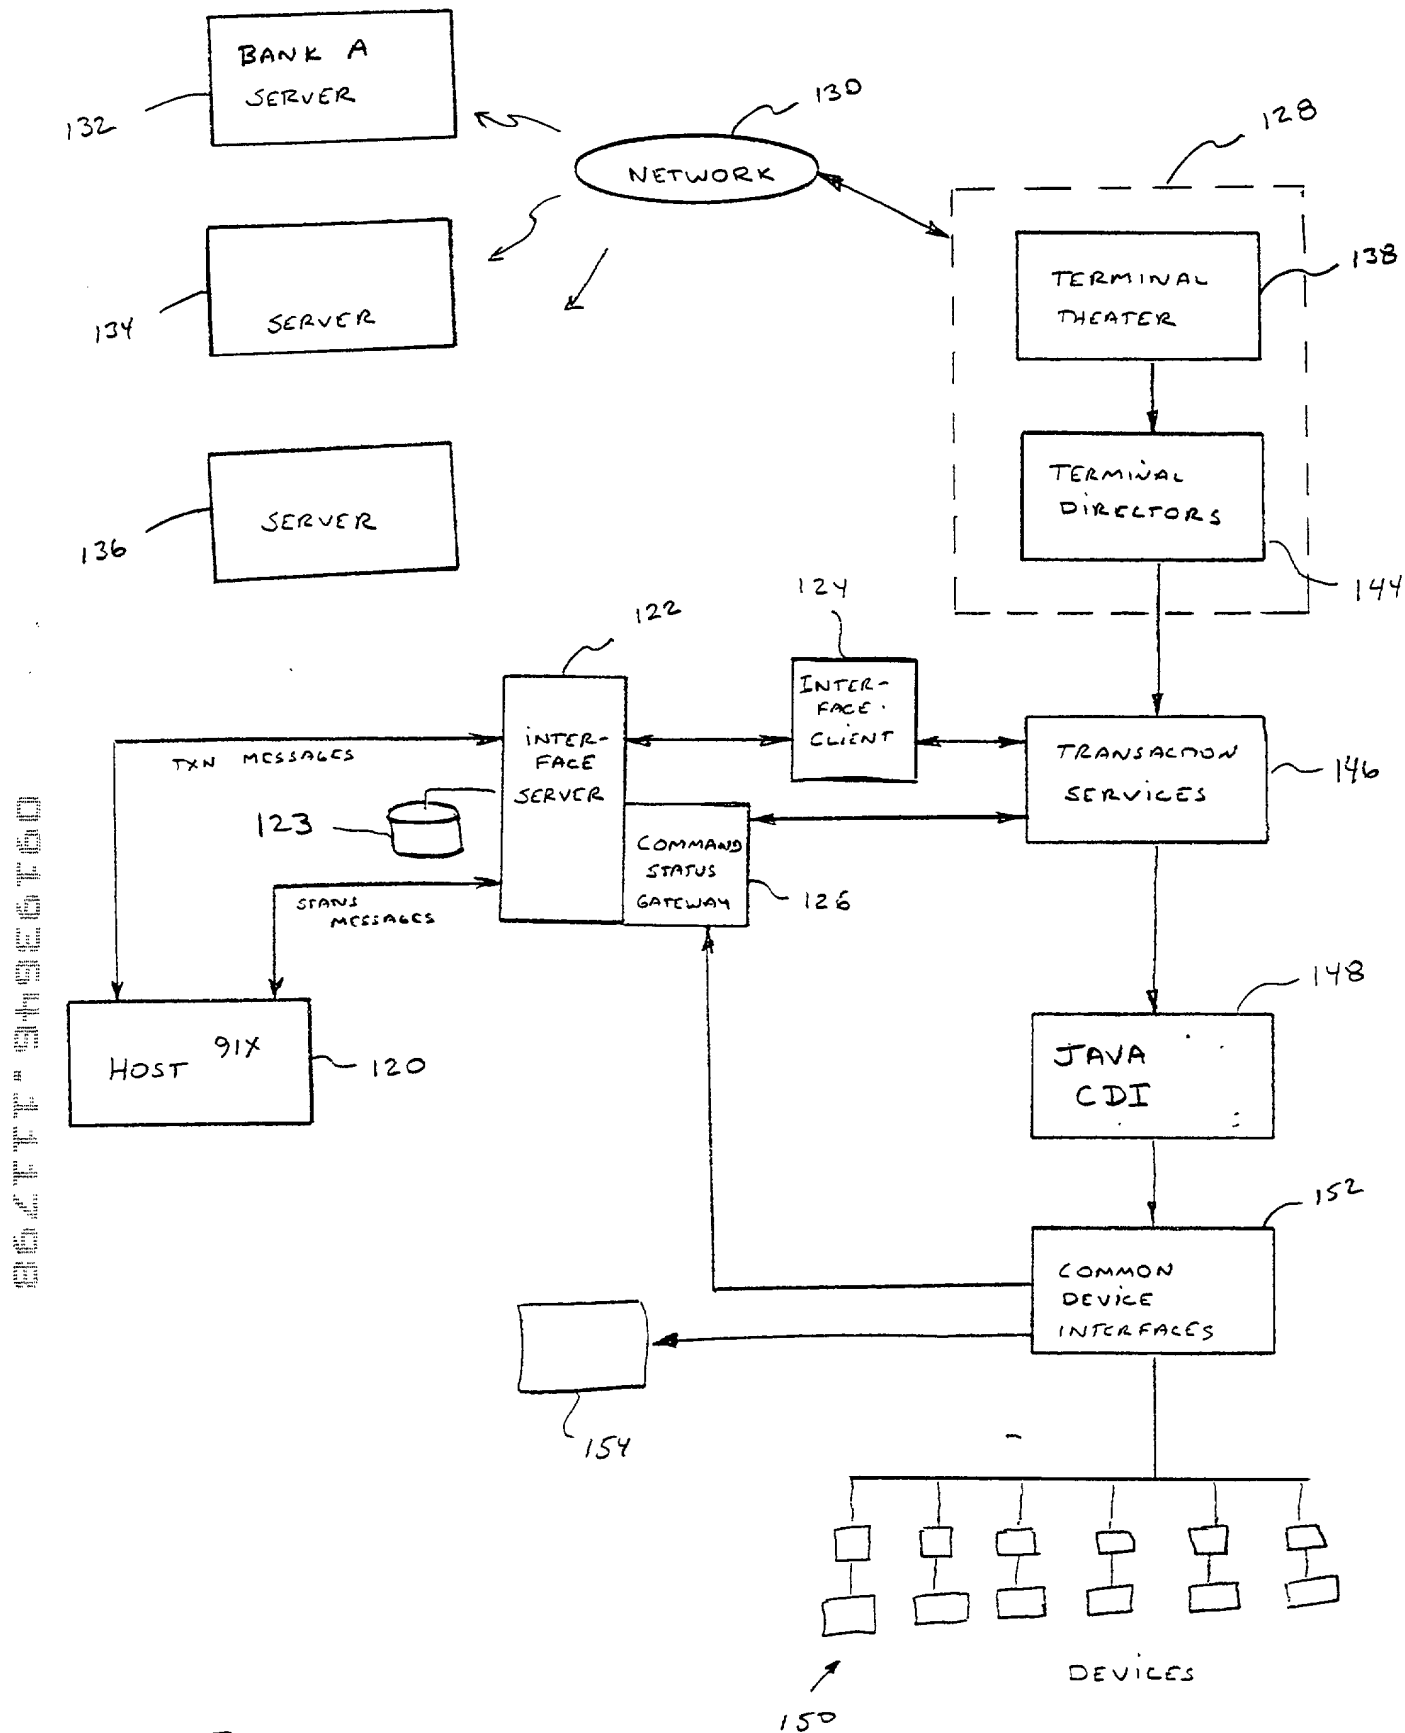 BANK A
SERVER
132
130
NETWORK
128
TERMINAL
THEATER
138
SERVER
134
TERMINAL
DIRECTORS
144
SERVER
136
122
124
INTER-
FACE
SERVER
INTER-
FACE
CLIENT
TRANSACTION
SERVICES
146
TXN MESSAGES
123
COMMAND
STATUS
GATEWAY
126
STATUS
MESSAGES
HOST 91X
120
148
JAVA
CDI
152
COMMON
DEVICE
INTERFACES
154
DEVICES
150